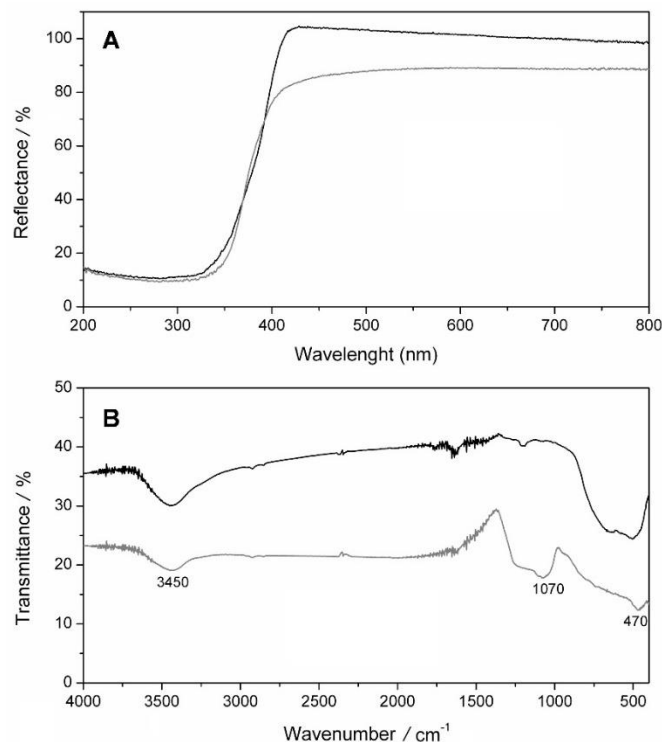 A
Reflectance / %
100
80
60
40
20
0
200 300 400 500 600 700 800
Wavelenght (nm)
B
Transmittance / %
50
40
30
20
10
0
3450
1070
470
4000 3500 3000 2500 2000 1500 1000 500
Wavenumber / cm⁻¹